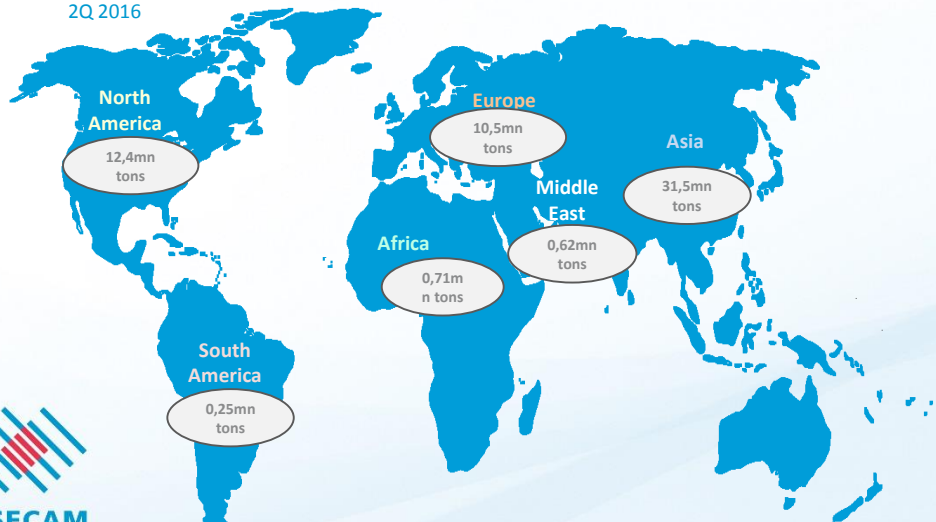 2Q 2016
North
America
12,4mn
tons
Europe
10,5mn
tons
Asia
31,5mn
tons
Middle
East
0,62mn
tons
Africa
0,71m
n tons
South
America
0,25mn
tons
SECAM